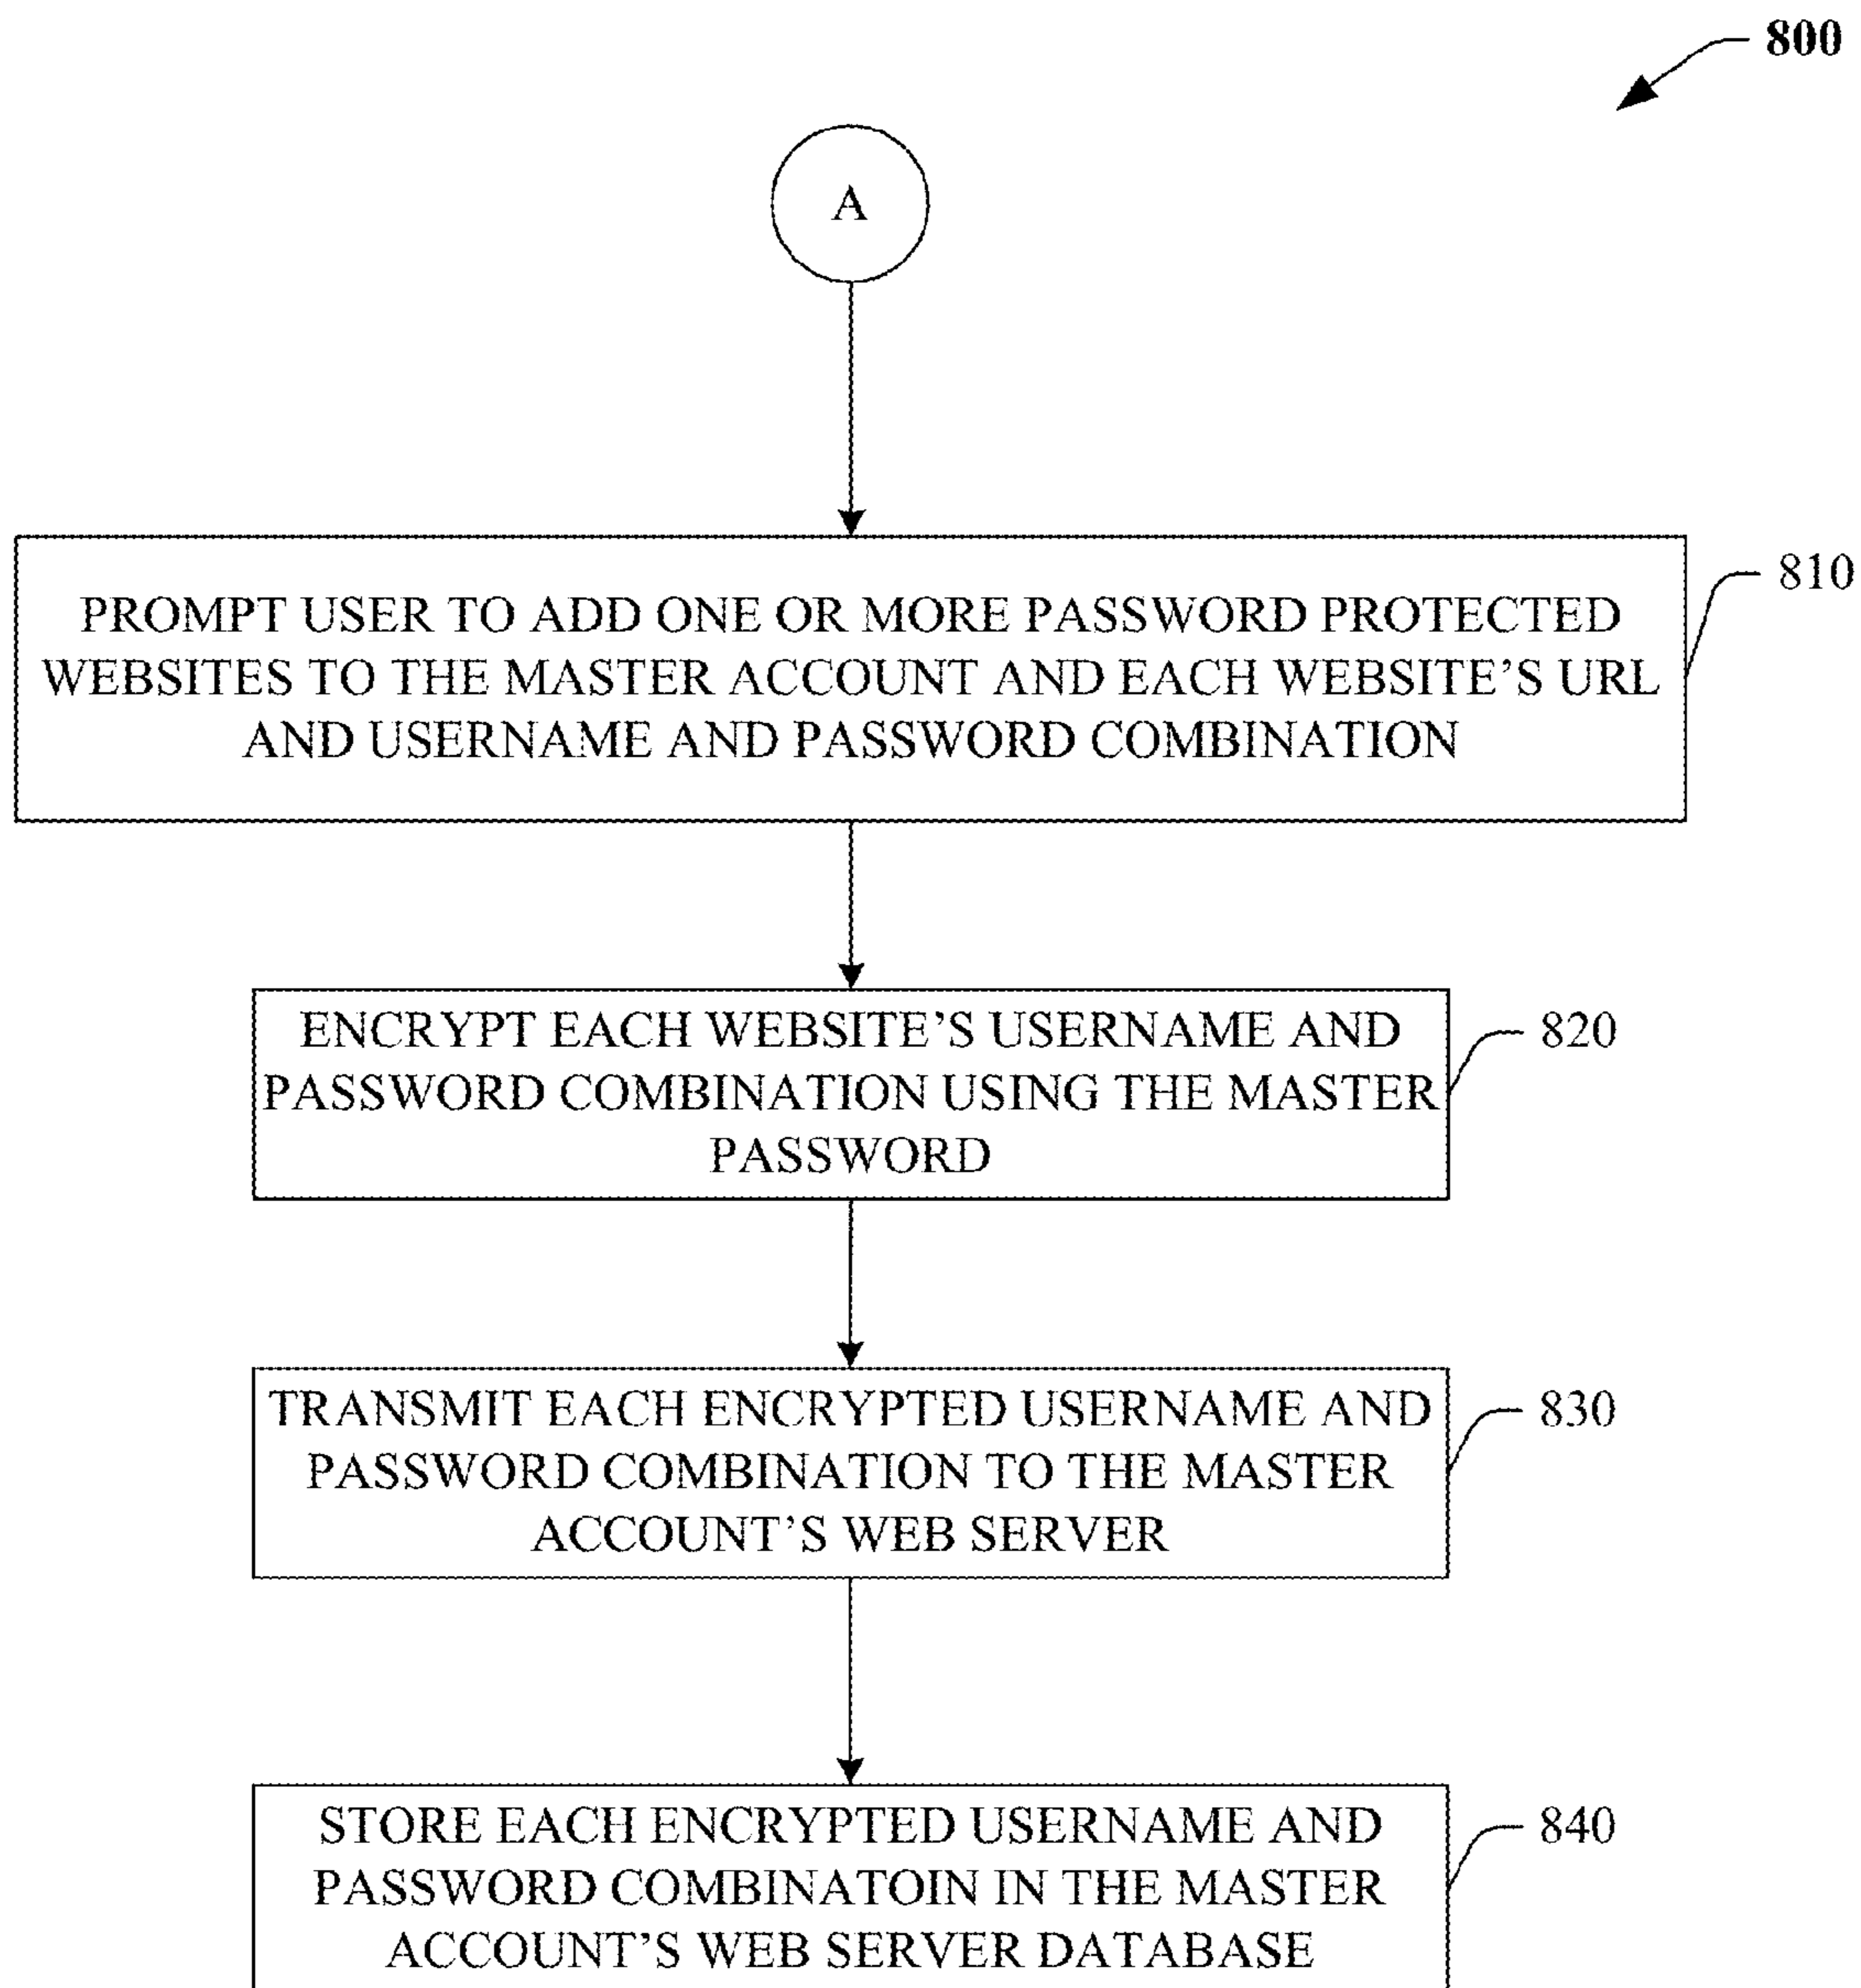 800
A
PROMPT USER TO ADD ONE OR MORE PASSWORD PROTECTED
WEBSITES TO THE MASTER ACCOUNT AND EACH WEBSITE'S URL
AND USERNAME AND PASSWORD COMBINATION
810
ENCRYPT EACH WEBSITE'S USERNAME AND
PASSWORD COMBINATION USING THE MASTER
PASSWORD
820
TRANSMIT EACH ENCRYPTED USERNAME AND
PASSWORD COMBINATION TO THE MASTER
ACCOUNT'S WEB SERVER
830
STORE EACH ENCRYPTED USERNAME AND
PASSWORD COMBINATOIN IN THE MASTER
ACCOUNT'S WEB SERVER DATABASE
840